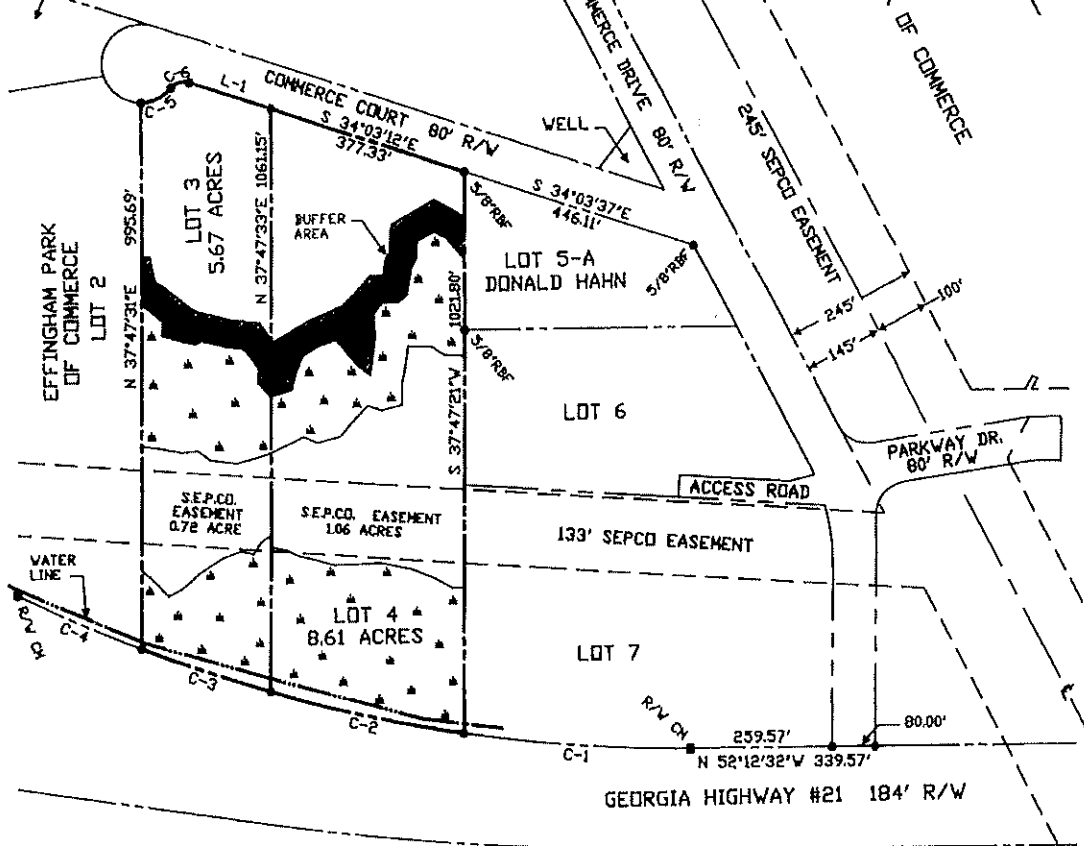 COMMERCE COURT 80' R/W
S 34°03'12"E
377.33'
C-6
C-5
L-1
MMERCE DRIVE 80' R/W
WELL
OF COMMERCE
245' SEPCO EASEMENT
S 34°03'37"E
446.11'
5/8"RBF
5/8"RBF
5/8"RBF
LOT 3
5.67 ACRES
N 37°47'33"E 1061.15'
995.69'
N 37°47'31"E
EFFINGHAM PARK
OF COMMERCE
LOT 2
BUFFER
AREA
S 37°47'21"W 1021.80'
LOT 5-A
DONALD HAHN
245'
145'
100'
LOT 6
PARKWAY DR.
80' R/W
ACCESS ROAD
S.E.P.CO.
EASEMENT
0.72 ACRE
S.E.P.CO. EASEMENT
1.06 ACRES
133' SEPCO EASEMENT
WATER
LINE
C-4
C-3
C-2
C-1
LOT 4
8.61 ACRES
LOT 7
R/W CM
259.57'
80.00'
N 52°12'32"W 339.57'
GEORGIA HIGHWAY #21 184' R/W